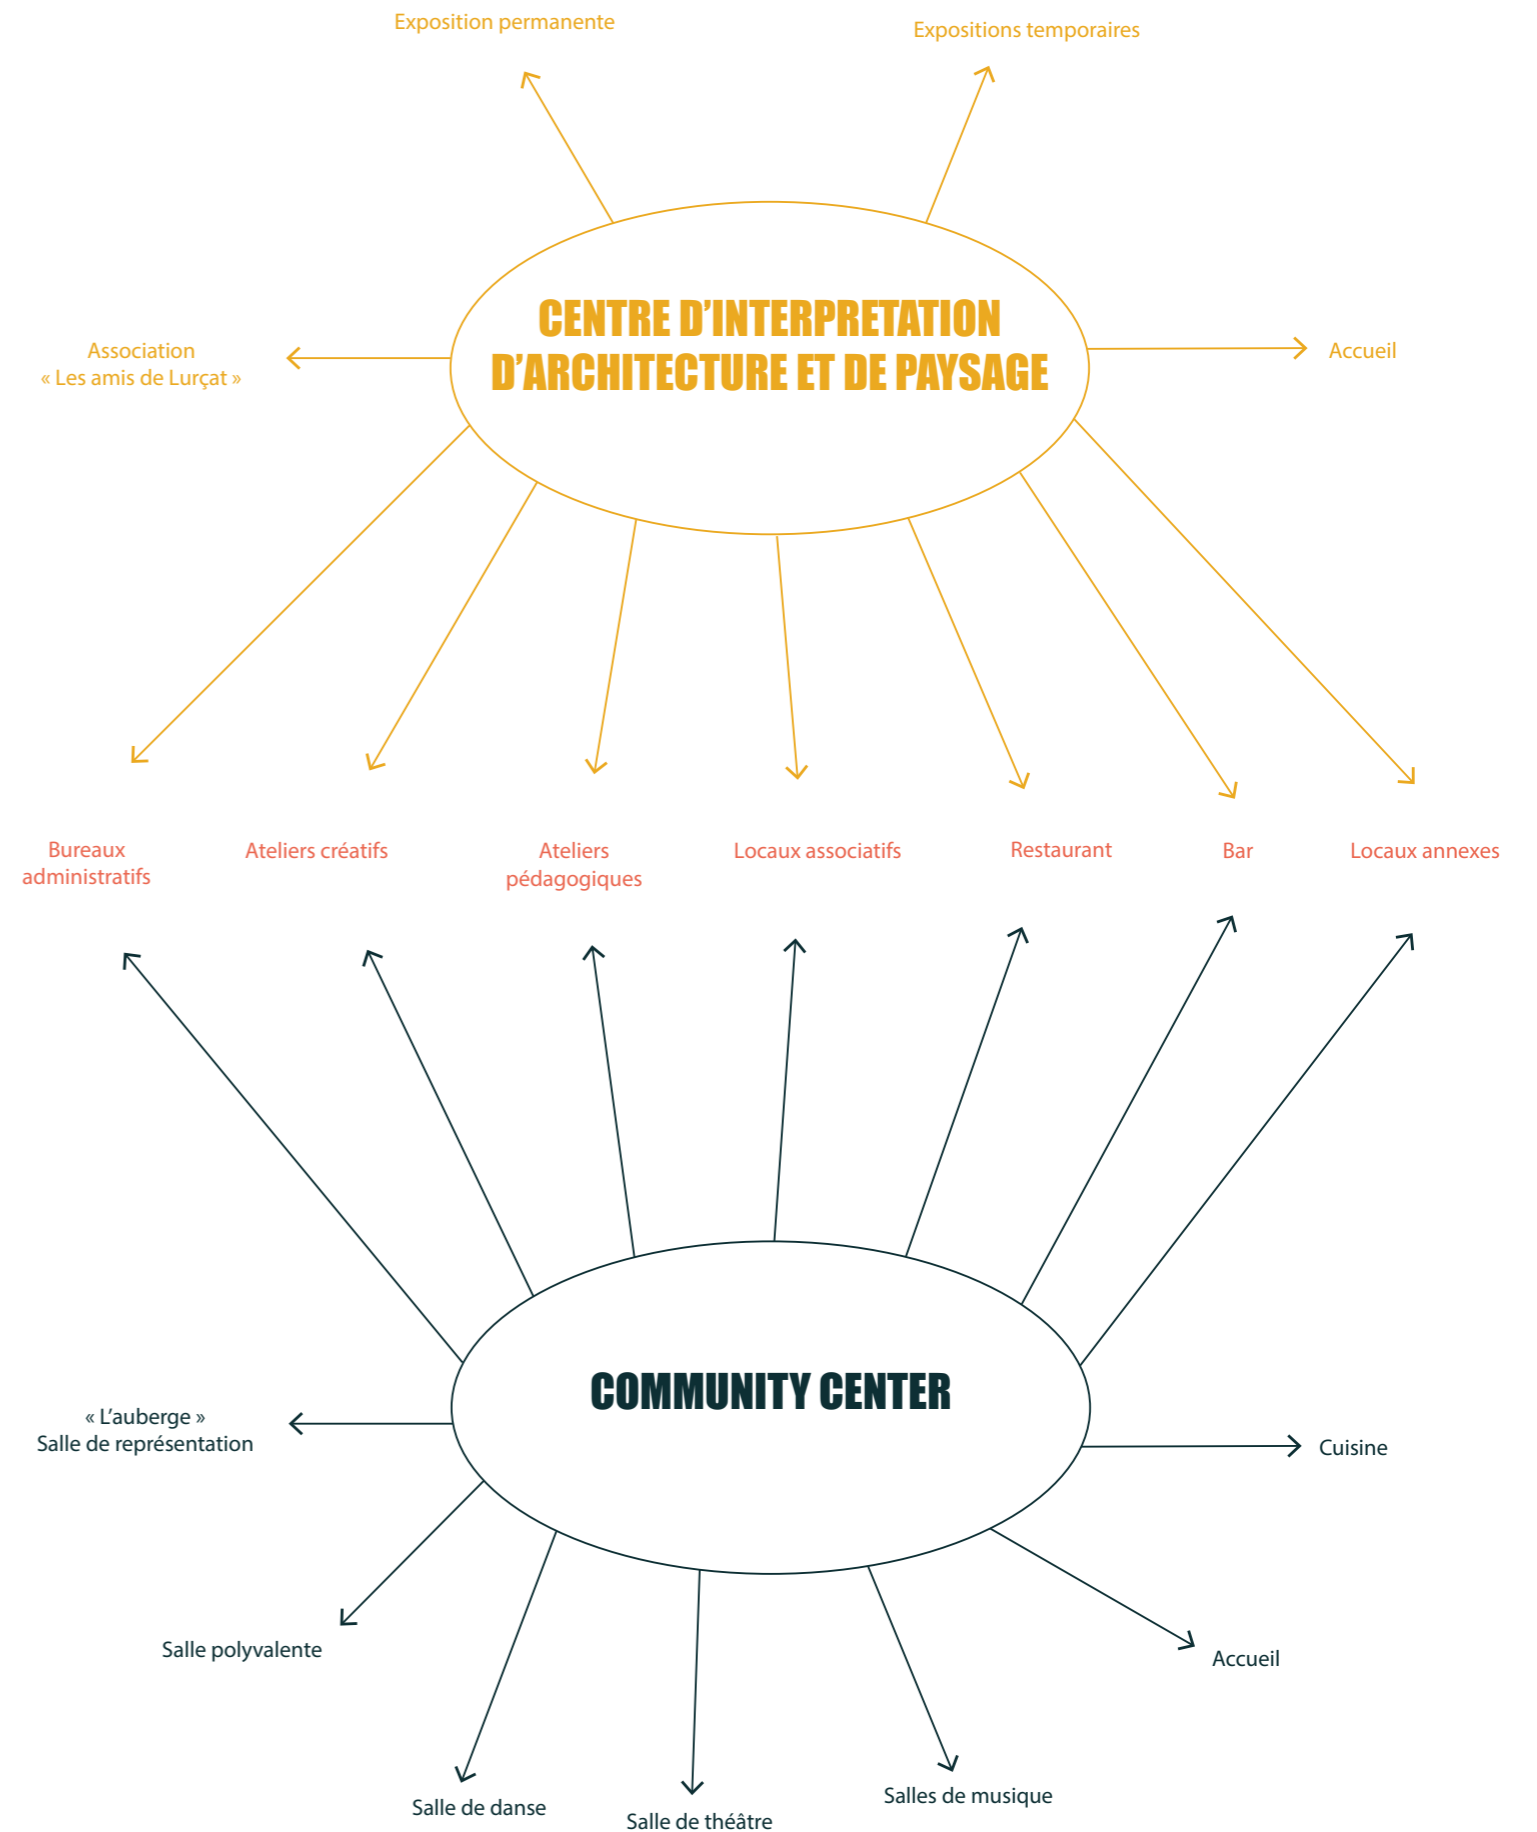 Exposition permanente
Expositions temporaires
CENTRE D’INTERPRETATION
D’ARCHITECTURE ET DE PAYSAGE
Association
« Les amis de Lurçat »
Accueil
Bureaux
administratifs
Ateliers créatifs
Ateliers
pédagogiques
Locaux associatifs
Restaurant
Bar
Locaux annexes
COMMUNITY CENTER
« L’auberge »
Salle de représentation
Cuisine
Salle polyvalente
Accueil
Salle de danse
Salle de théâtre
Salles de musique